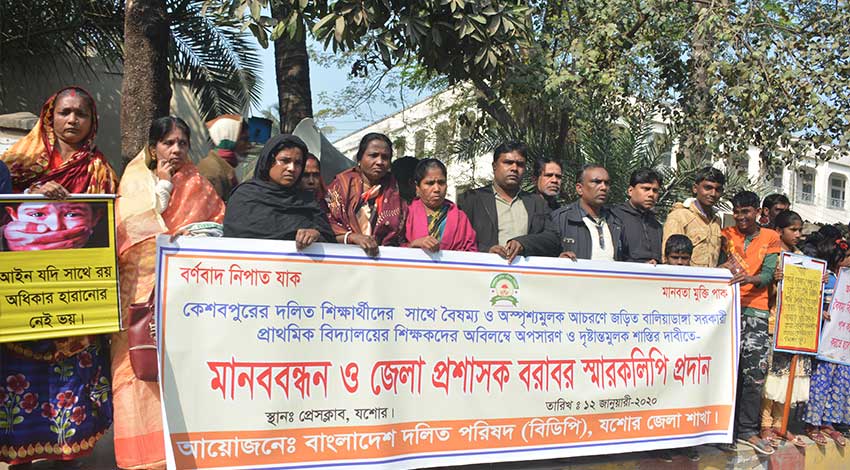 আইন যদি সাথে রয়
অধিকার হারানোর
নেই ভয়।
বর্ণবাদ নিপাত যাক
মানবতা মুক্তি পাক
কেশবপুরের দলিত শিক্ষার্থীদের সাথে বৈষম্য ও অস্পৃশ্যমুলক আচরণে জড়িত বালিয়াডাঙ্গা সরকারী
প্রাথমিক বিদ্যালয়ের শিক্ষকদের অবিলম্বে অপসারণ ও দৃষ্টান্তমুলক শাস্তির দাবীতে-
মানববন্ধন ও জেলা প্রশাসক বরাবর স্মারকলিপি প্রদান
স্থানঃ প্রেসক্লাব, যশোর।
তারিখ : ১২ জানুয়ারী-২০২০
আয়োজনেঃ বাংলাদেশ দলিত পরিষদ (বিডিপি), যশোর জেলা শাখা।